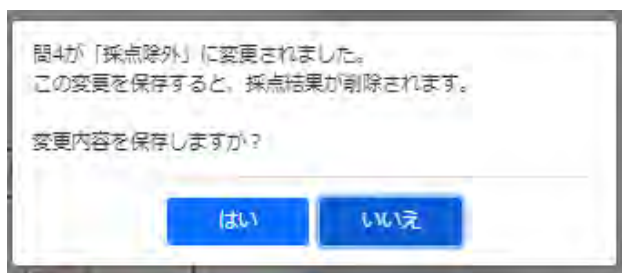 問4が「採点除外」に変更されました。
この変更を保存すると、採点結果が削除されます。
変更内容を保存しますか？
はい
いいえ